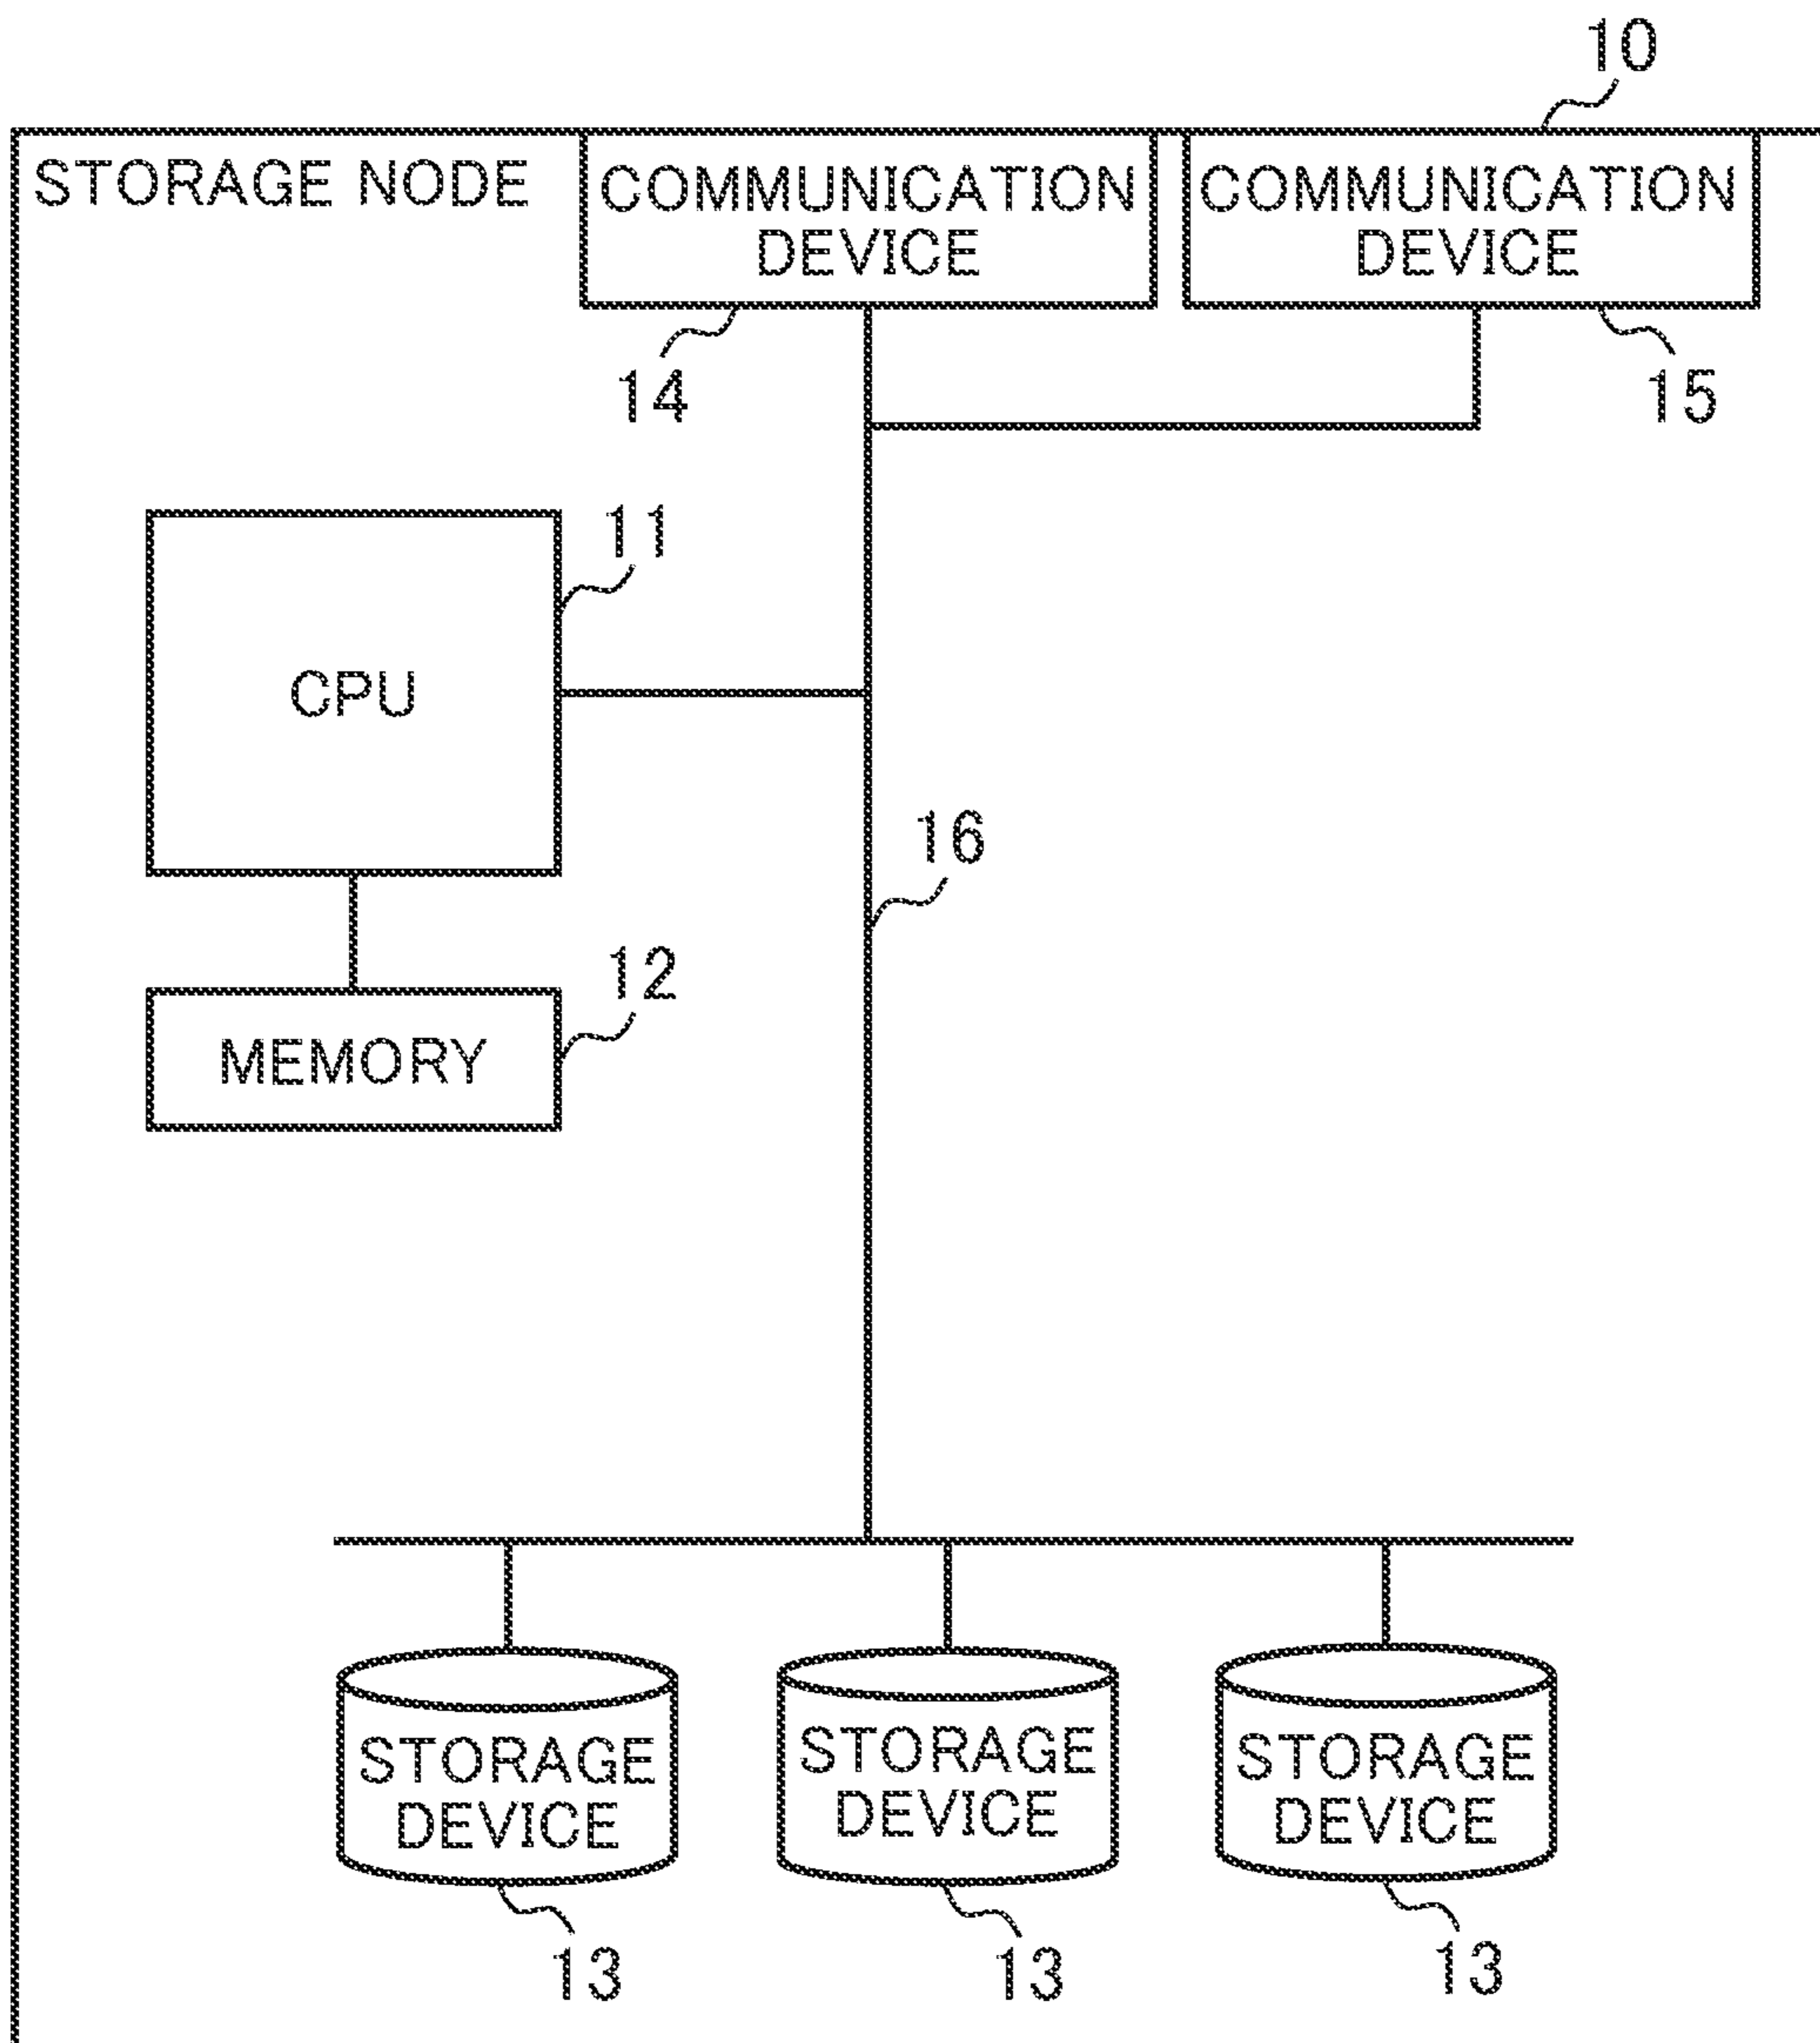 10
STORAGE NODE
COMMUNICATION
DEVICE
COMMUNICATION
DEVICE
14
15
11
CPU
16
12
MEMORY
STORAGE
DEVICE
STORAGE
DEVICE
STORAGE
DEVICE
13
13
13